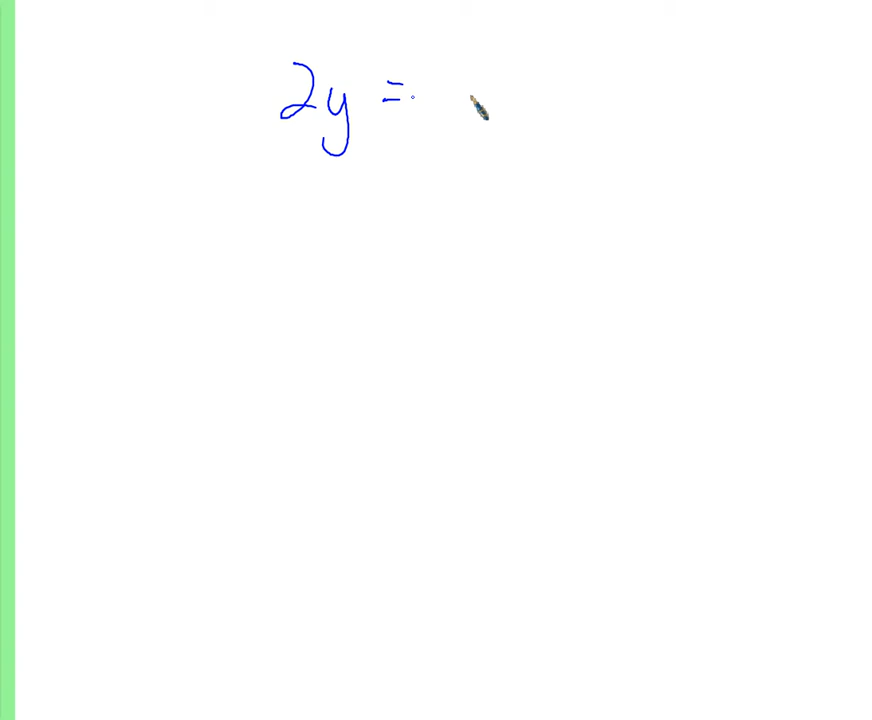 2y =